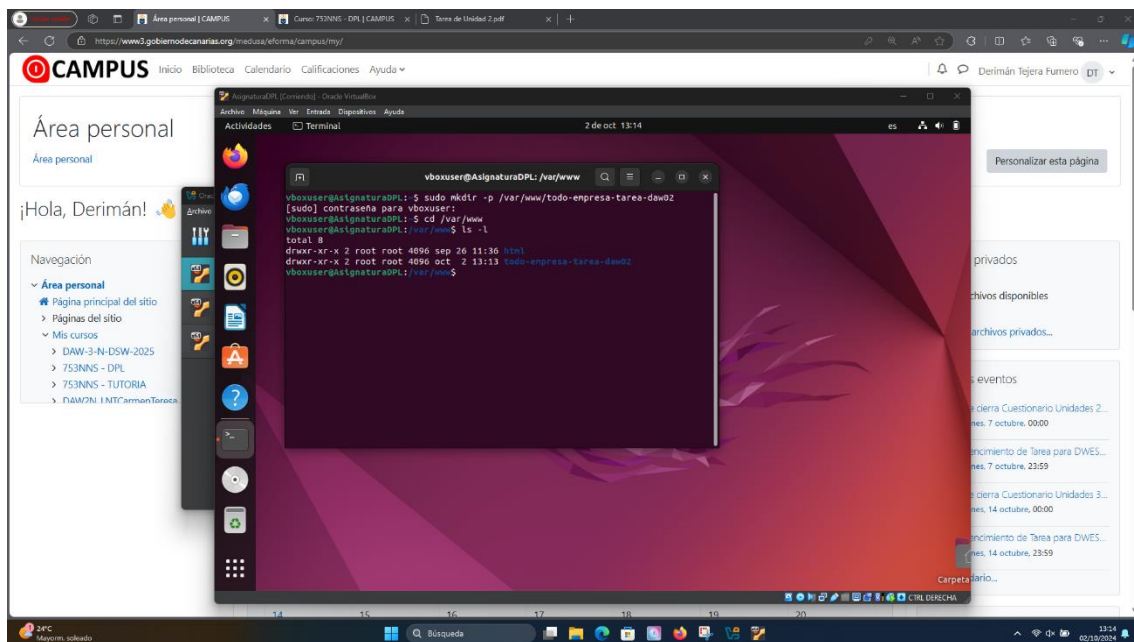 Área personal | CAMPUS
Curso: 753NNS - DPL | CAMPUS
Tarea de Unidad 2.pdf
https://www3.gobiernodecanarias.org/medusa/eforma/campus/my/
CAMPUS
Inicio Biblioteca Calendario Calificaciones Ayuda
Derimán Tejera Fumero DT
AsignaturaDPL [Corriendo] - Oracle VirtualBox
Archivo Máquina Ver Entrada Dispositivos Ayuda
Actividades Terminal 2 de oct 13:14 es
Área personal
Área personal
Personalizar esta página
vboxuser@AsignaturaDPL: /var/www
vboxuser@AsignaturaDPL:~$ sudo mkdir -p /var/www/todo-empresa-tarea-daw02
[sudo] contraseña para vboxuser:
vboxuser@AsignaturaDPL:~$ cd /var/www
vboxuser@AsignaturaDPL:/var/www$ ls -l
total 8
drwxr-xr-x 2 root root 4096 sep 26 11:36 html
drwxr-xr-x 2 root root 4096 oct 2 13:13 todo-empresa-tarea-daw02
vboxuser@AsignaturaDPL:/var/www$
¡Hola, Derimán!
Orac
Archivo
Navegación
Área personal
Página principal del sitio
Páginas del sitio
Mis cursos
DAW-3-N-DSW-2025
753NNS - DPL
753NNS - TUTORIA
DAW2N_LNTCarmenTeresa
privados
chivos disponibles
archivos privados...
s eventos
e cierra Cuestionario Unidades 2...
nes, 7 octubre, 00:00
encimiento de Tarea para DWES...
nes, 7 octubre, 23:59
e cierra Cuestionario Unidades 3...
nes, 14 octubre, 00:00
encimiento de Tarea para DWES...
nes, 14 octubre, 23:59
dario...
Carpeta
CTRL DERECHA
14 15 16 17 18 19 20
24°C
Mayorm. soleado
Búsqueda
13:14
02/10/2024